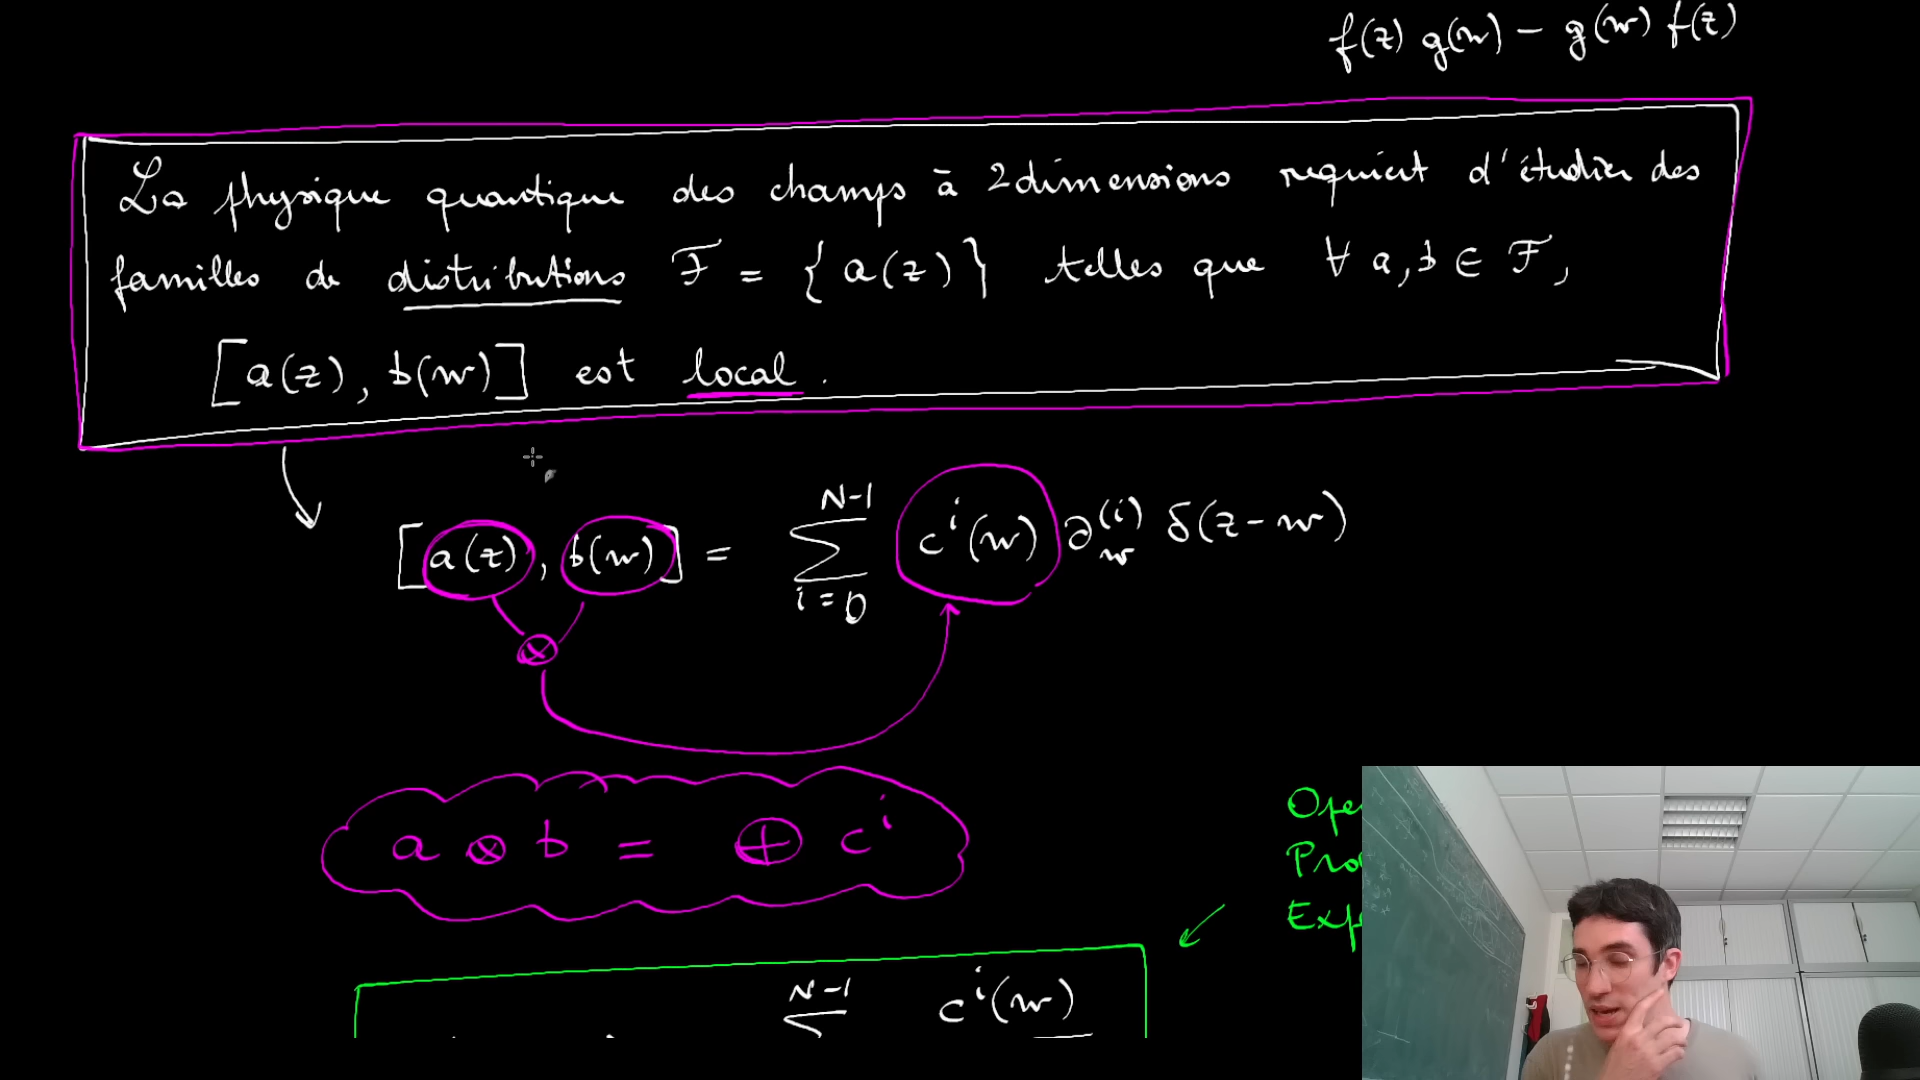 f(z) g(w) - g(w) f(z)
La physique quantique des champs à 2 dimensions requiert d'étudier des
familles de distributions F = {a(z)} telles que ∀ a, b ∈ F,
[a(z), b(w)] est local.
[a(z), b(w)] = ∑_{i=0}^{N-1} c^i(w) ∂_w^{(i)} δ(z-w)
⊗
a ⊗ b = ⊕ c^i
Ope
Pro
Exp
N-1 c^i(w)
∑